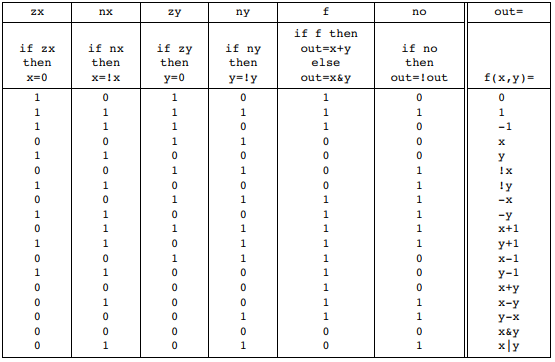 zx nx zy ny f no out=
if f then
if zx if nx if zy if ny out=x+y if no
then then then then else then
x=0 x=!x y=0 y=!y out=x&y out=!out f(x,y)=
1 0 1 0 1 0 0
1 1 1 1 1 1 1
1 1 1 0 1 0 -1
0 0 1 1 0 0 x
1 1 0 0 0 0 y
0 0 1 1 0 1 !x
1 1 0 0 0 1 !y
0 0 1 1 1 1 -x
1 1 0 0 1 1 -y
0 1 1 1 1 1 x+1
1 1 0 1 1 1 y+1
0 0 1 1 1 0 x-1
1 1 0 0 1 0 y-1
0 0 0 0 1 0 x+y
0 1 0 0 1 1 x-y
0 0 0 1 1 1 y-x
0 0 0 0 0 0 x&y
0 1 0 1 0 1 x|y